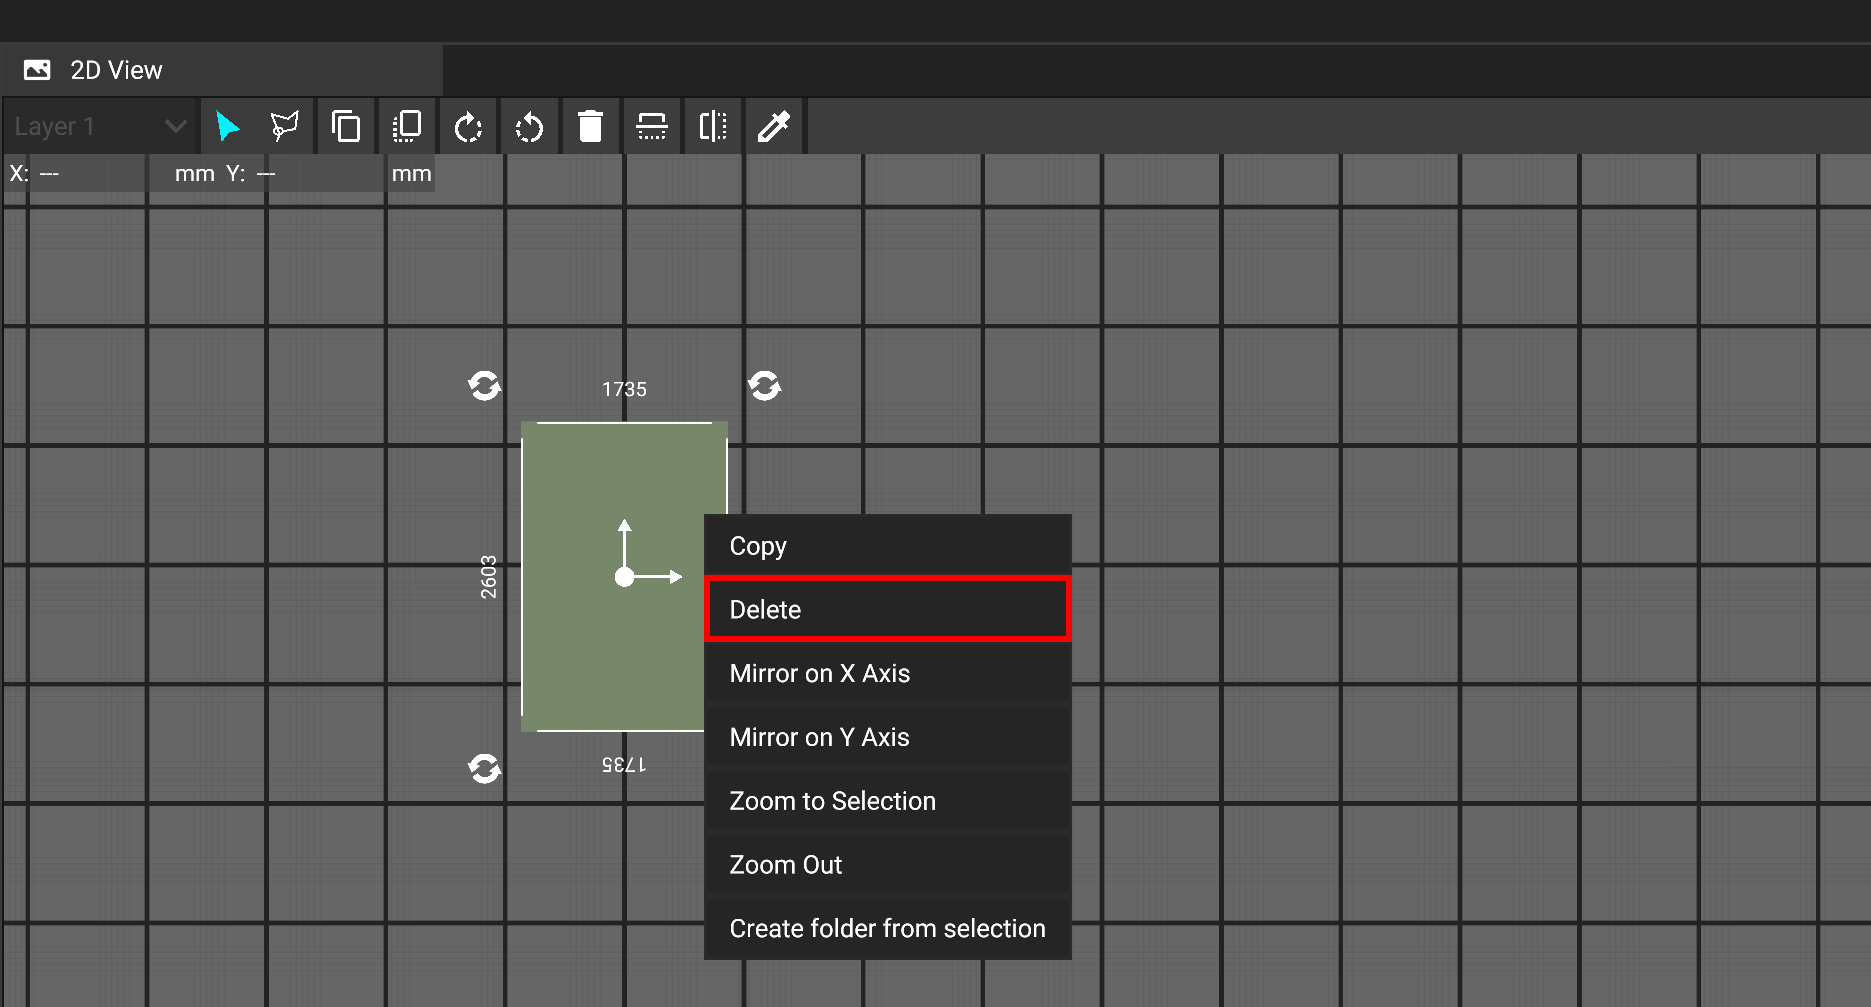 2D View
Layer 1
X: --- mm Y: --- mm
1735
2603
1735
Copy
Delete
Mirror on X Axis
Mirror on Y Axis
Zoom to Selection
Zoom Out
Create folder from selection